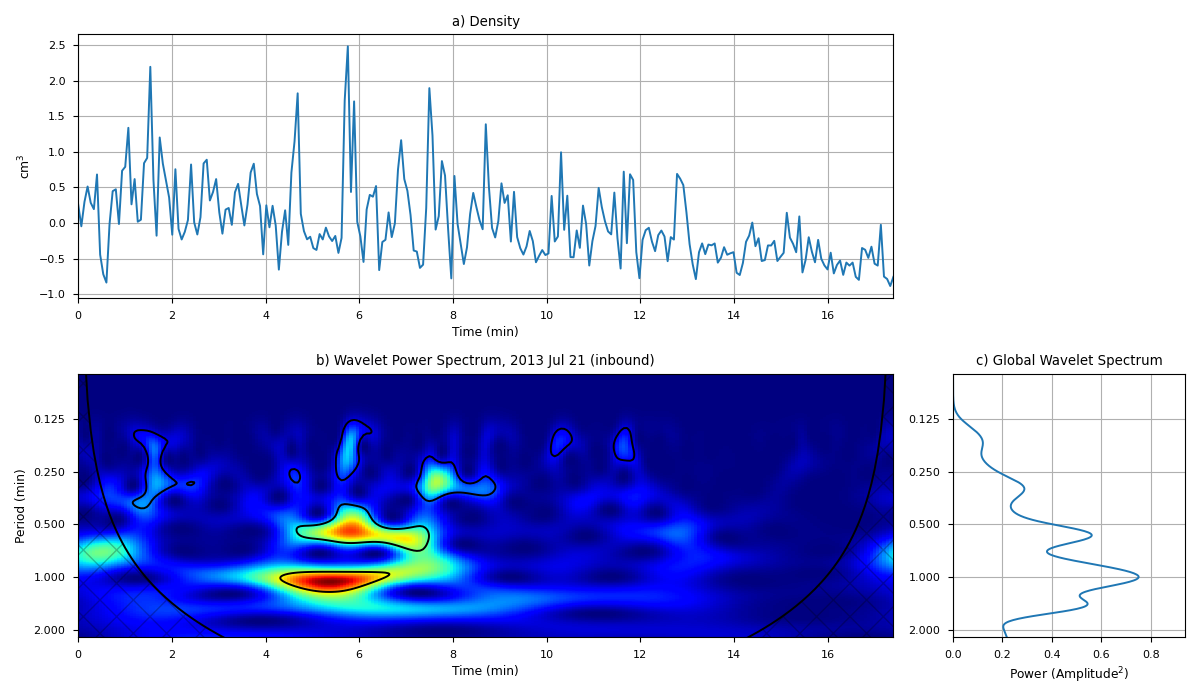 a) Density
cm³
2.5
2.0
1.5
1.0
0.5
0.0
−0.5
−1.0
0 2 4 6 8 10 12 14 16
Time (min)
b) Wavelet Power Spectrum, 2013 Jul 21 (inbound)
Period (min)
0.125
0.250
0.500
1.000
2.000
0 2 4 6 8 10 12 14 16
Time (min)
c) Global Wavelet Spectrum
0.125
0.250
0.500
1.000
2.000
0.0 0.2 0.4 0.6 0.8
Power (Amplitude²)